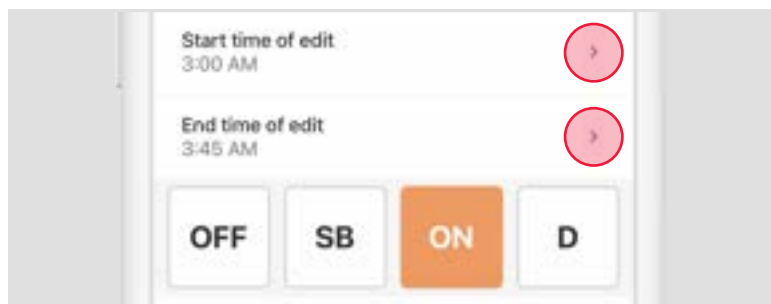 Start time of edit
3:00 AM
End time of edit
3:45 AM
OFF SB ON D